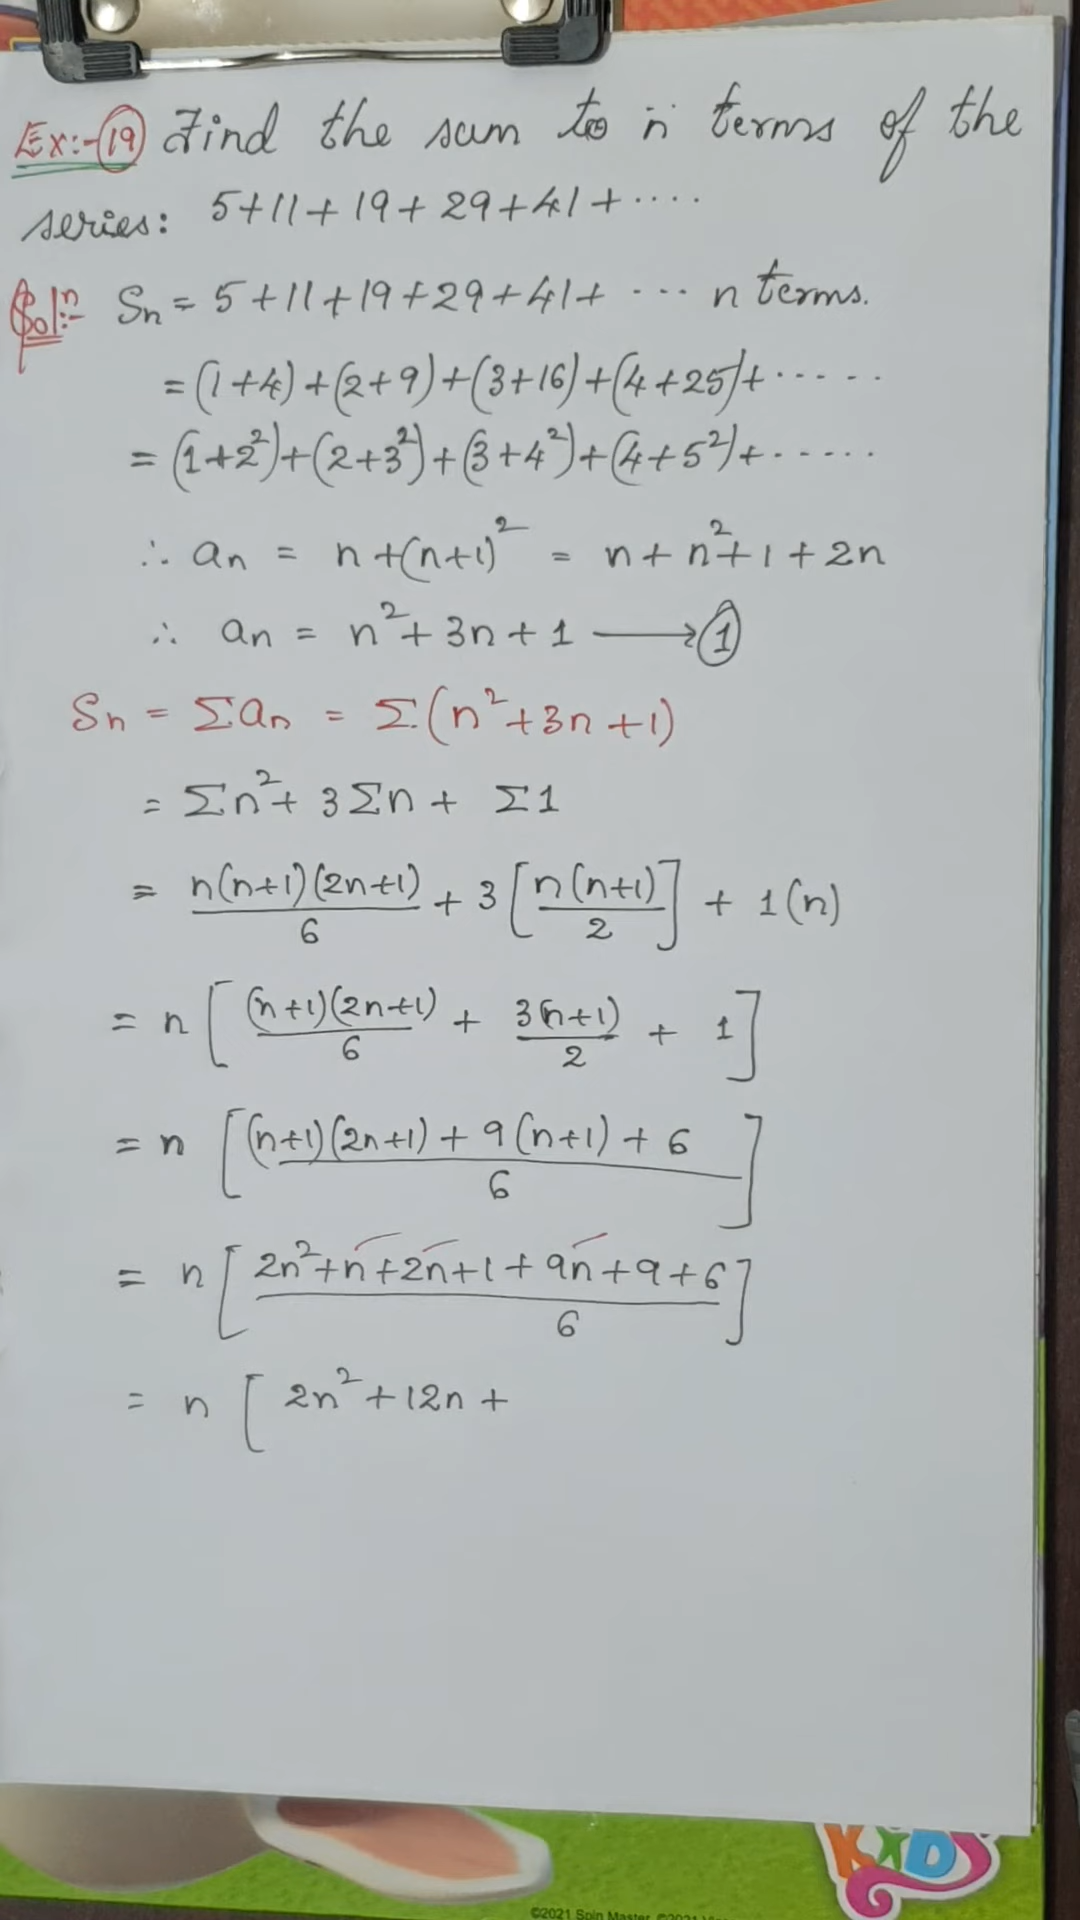 Ex:-(19) Find the sum to 'n' terms of the
series: 5+11+19+29+41+....
Solⁿ:- Sₙ = 5+11+19+29+41+ ... n terms.
= (1+4)+(2+9)+(3+16)+(4+25)+.....
= (1+2²)+(2+3²)+(3+4²)+(4+5²)+.....
∴ aₙ = n+(n+1)² = n+n²+1+2n
∴ aₙ = n²+3n+1 ⟶ ①
Sₙ = Σaₙ = Σ(n²+3n+1)
= Σn²+ 3Σn + Σ1
= n(n+1)(2n+1)/6 + 3[n(n+1)/2] + 1(n)
= n[(n+1)(2n+1)/6 + 3(n+1)/2 + 1]
= n[(n+1)(2n+1)+9(n+1)+6/6]
= n[2n²+n+2n+1+9n+9+6/6]
= n[2n²+12n+
KIDS
©2021 Spin Master